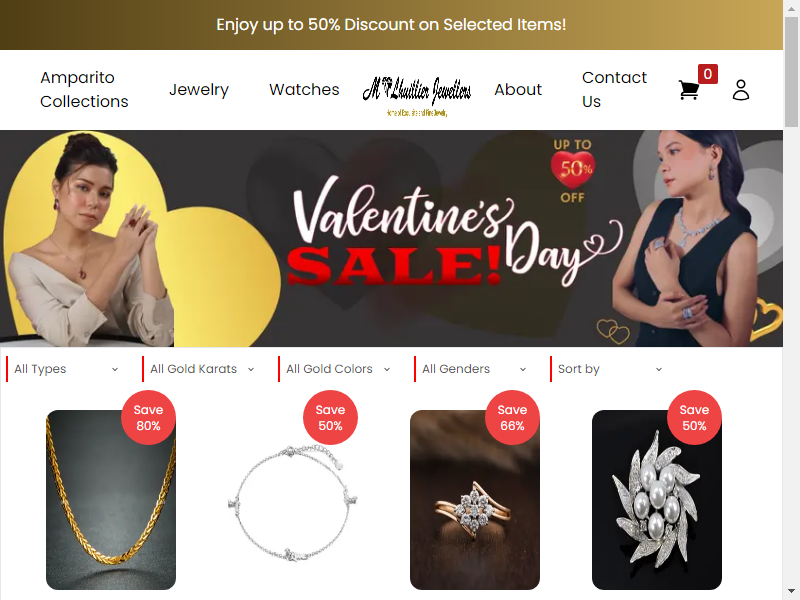 Enjoy up to 50% Discount on Selected Items!
Amparito
Collections
Jewelry
Watches
M Lhuillier Jewellers
About
Contact
Us
0
UP TO
50%
OFF
Valentine's
Day
SALE!
All Types
All Gold Karats
All Gold Colors
All Genders
Sort by
Save
80%
Save
50%
Save
66%
Save
50%